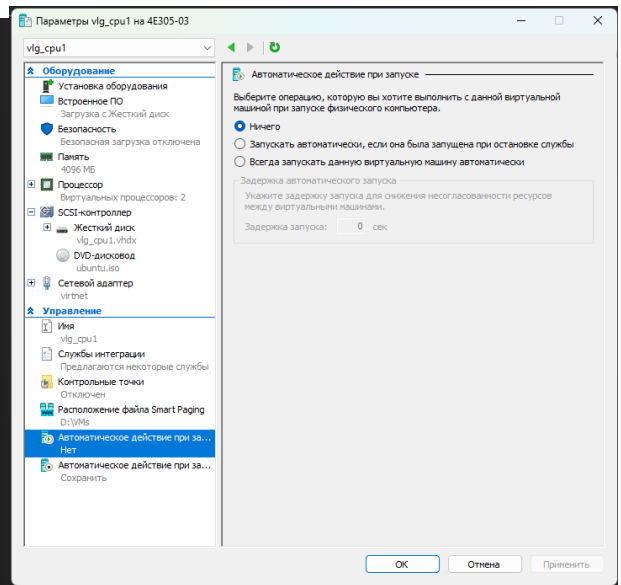 Параметры vlg_cpu1 на 4E305-03
vlg_cpu1
Оборудование
Установка оборудования
Встроенное ПО
Загрузка с Жесткий диск
Безопасность
Безопасная загрузка отключена
Память
4096 МБ
Процессор
Виртуальных процессоров: 2
SCSI-контроллер
Жесткий диск
vlg_cpu1.vhdx
DVD-дисковод
ubuntu.iso
Сетевой адаптер
virtnet
Управление
Имя
vlg_cpu1
Службы интеграции
Предлагаются некоторые службы
Контрольные точки
Отключен
Расположение файла Smart Paging
D:\VMs
Автоматическое действие при за...
Нет
Автоматическое действие при за...
Сохранить
Автоматическое действие при запуске
Выберите операцию, которую вы хотите выполнить с данной виртуальной
машиной при запуске физического компьютера.
Ничего
Запускать автоматически, если она была запущена при остановке службы
Всегда запускать данную виртуальную машину автоматически
Задержка автоматического запуска
Укажите задержку запуска для снижения несогласованности ресурсов
между виртуальными машинами.
Задержка запуска: 0 сек
ОК
Отмена
Применить